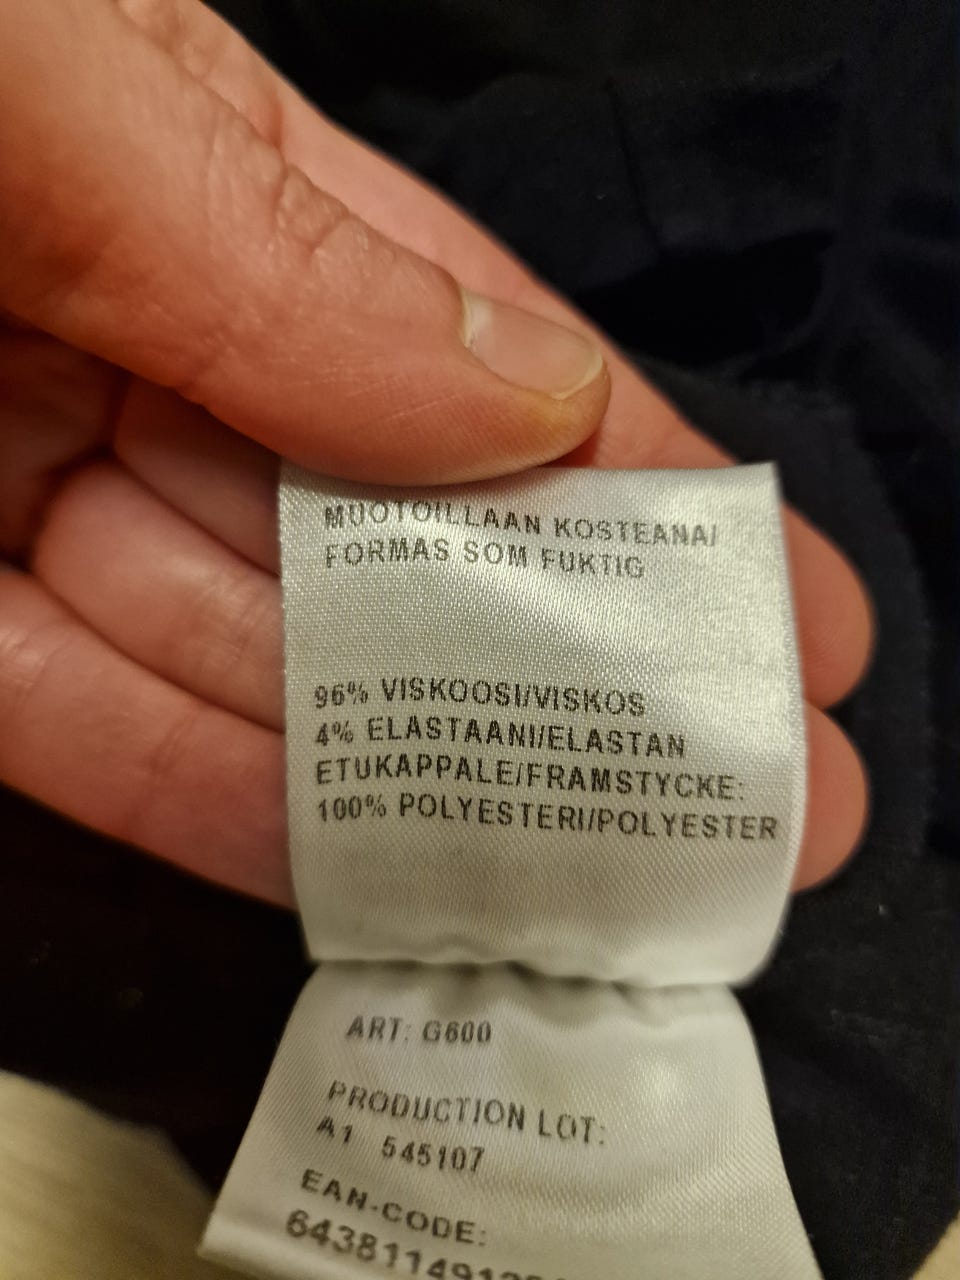 MUOTOILLAAN KOSTEANA/
FORMAS SOM FUKTIG
96% VISKOOSI/VISKOS
4% ELASTAANI/ELASTAN
ETUKAPPALE/FRAMSTYCKE:
100% POLYESTERI/POLYESTER
ART: G600
PRODUCTION LOT:
A1 545107
EAN-CODE: